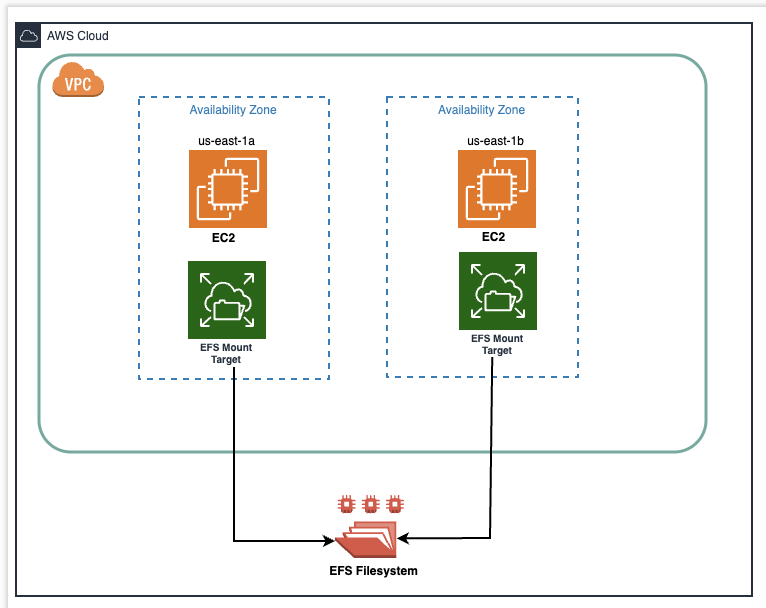 AWS Cloud
VPC
Availability Zone
us-east-1a
EC2
EFS Mount
Target
Availability Zone
us-east-1b
EC2
EFS Mount
Target
EFS Filesystem